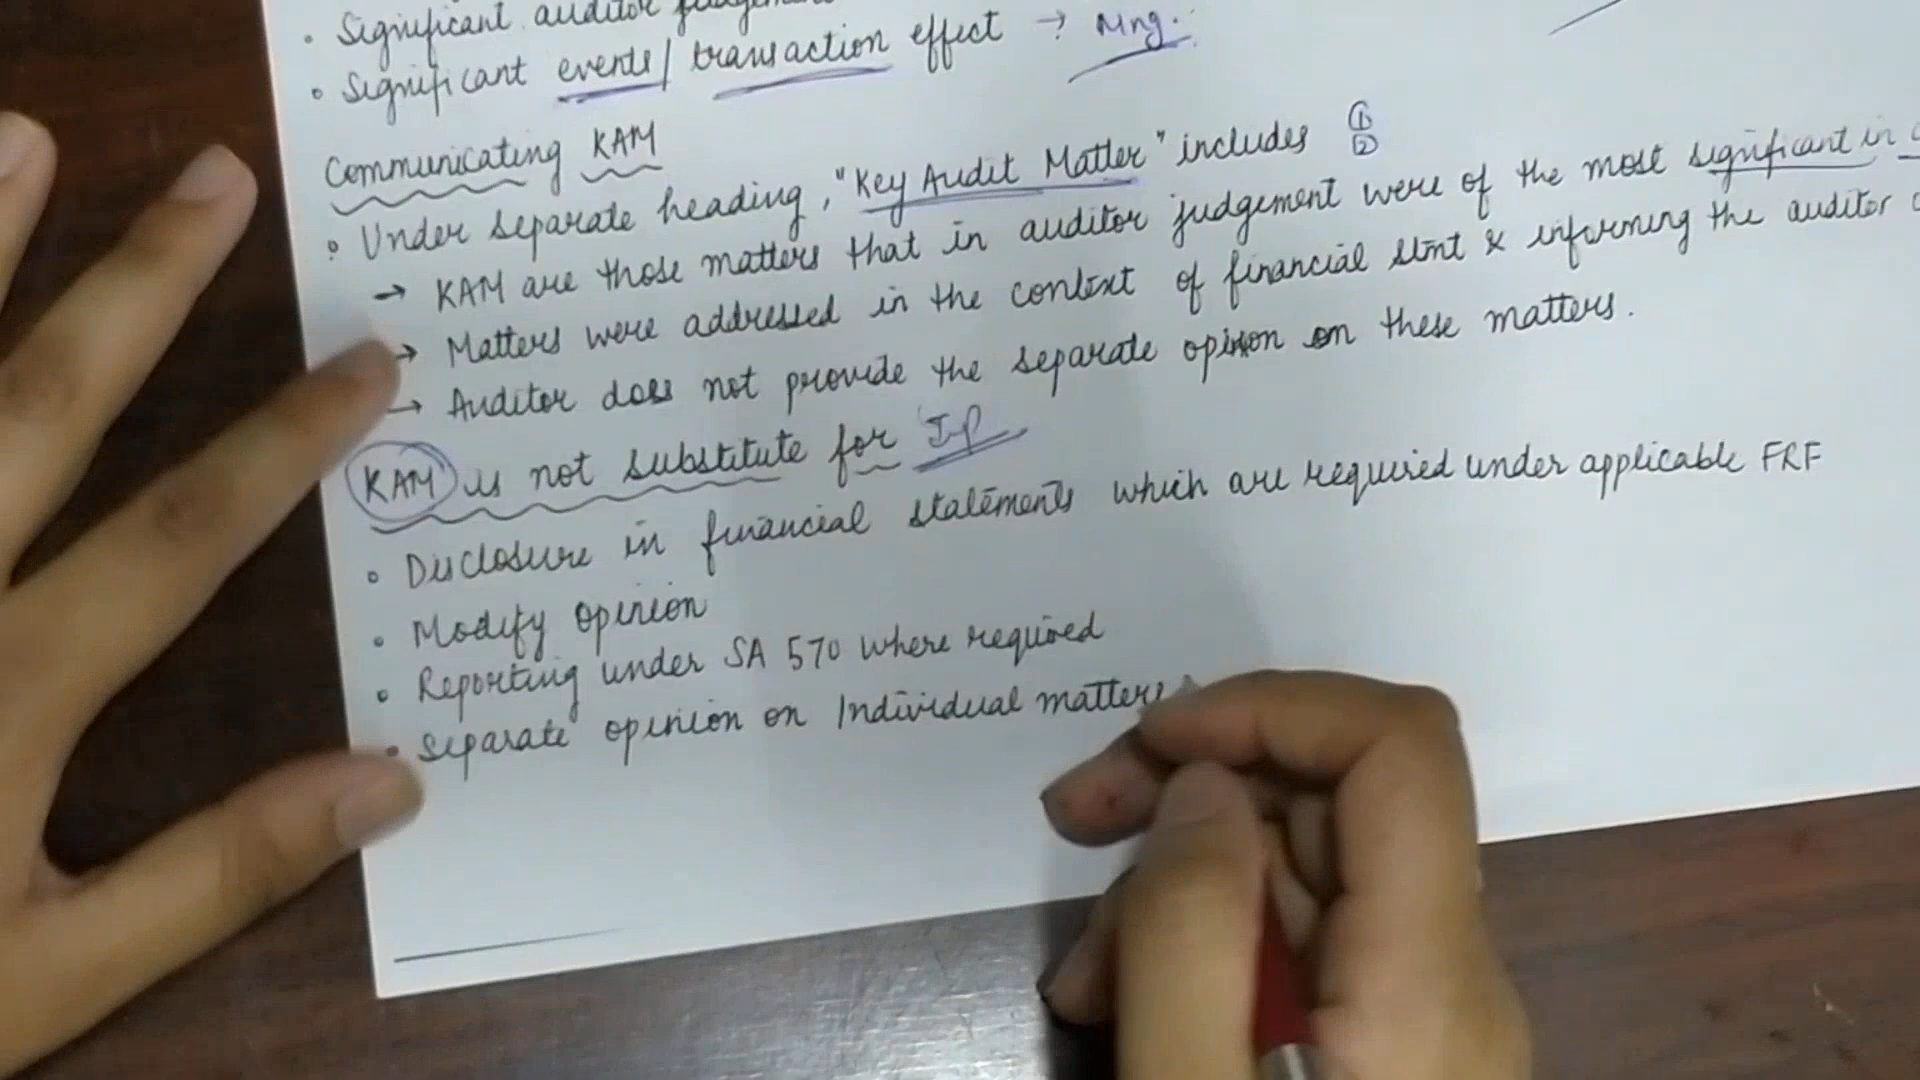 • Significant auditor judgement
• Significant events/transaction effect → Mng.
Communicating KAM
• Under separate heading, "Key Audit Matter" includes ① ②
→ KAM are those matters that in auditor judgement were of the most significant in
→ Matters were addressed in the context of financial stmt & informing the auditor
→ Auditor does not provide the separate opinion on these matters.
KAM is not substitute for Imp
• Disclosure in financial statements which are required under applicable FRF
• Modify opinion
• Reporting under SA 570 where required
• Separate opinion on Individual matters